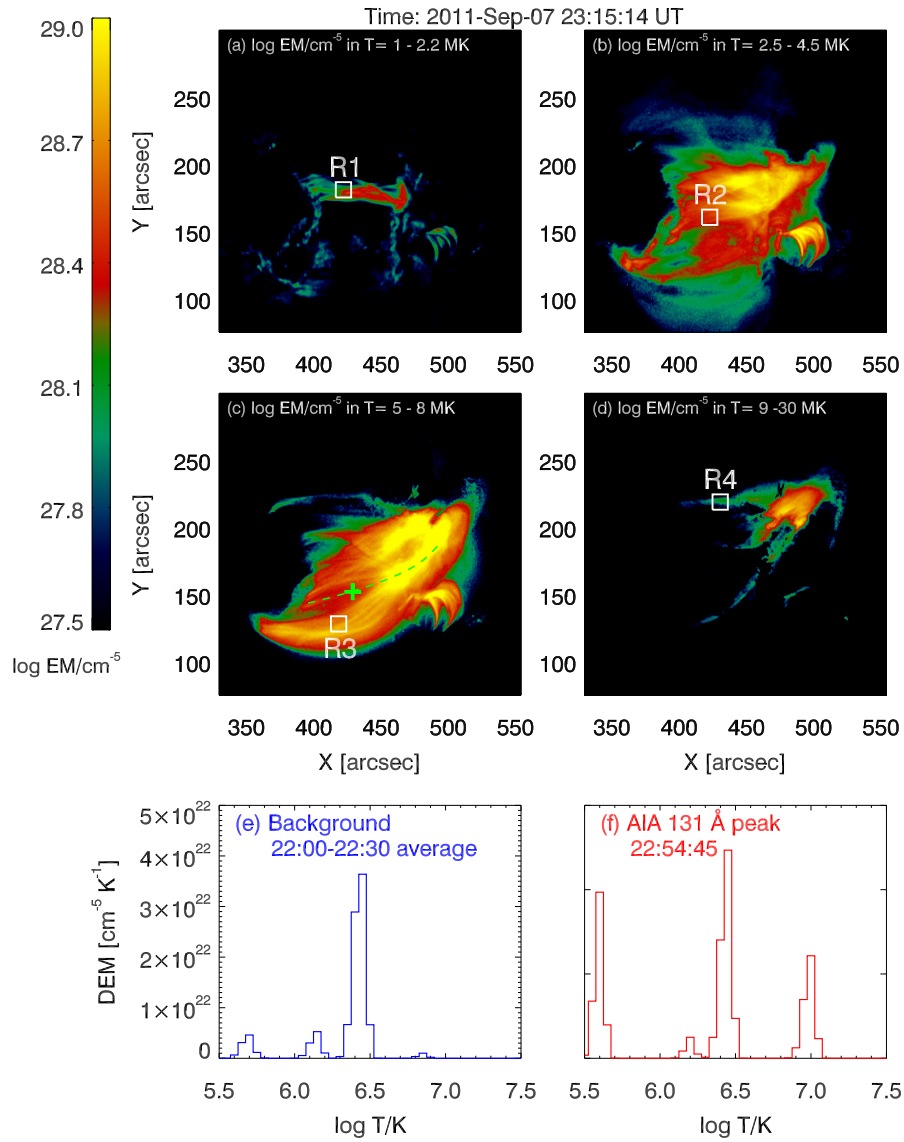 Time: 2011-Sep-07 23:15:14 UT
29.0
28.7
28.4
28.1
27.8
27.5
log EM/cm⁻⁵
(a) log EM/cm⁻⁵ in T= 1 - 2.2 MK
R1
250
200
150
100
Y [arcsec]
350 400 450 500 550
(b) log EM/cm⁻⁵ in T= 2.5 - 4.5 MK
R2
250
200
150
100
350 400 450 500 550
(c) log EM/cm⁻⁵ in T= 5 - 8 MK
R3
250
200
150
100
Y [arcsec]
350 400 450 500 550
X [arcsec]
(d) log EM/cm⁻⁵ in T= 9 -30 MK
R4
250
200
150
100
350 400 450 500 550
X [arcsec]
(e) Background
22:00-22:30 average
5×10²²
4×10²²
3×10²²
2×10²²
1×10²²
0
DEM [cm⁻⁵ K⁻¹]
5.5 6.0 6.5 7.0 7.5
log T/K
(f) AIA 131 Å peak
22:54:45
5.5 6.0 6.5 7.0 7.5
log T/K